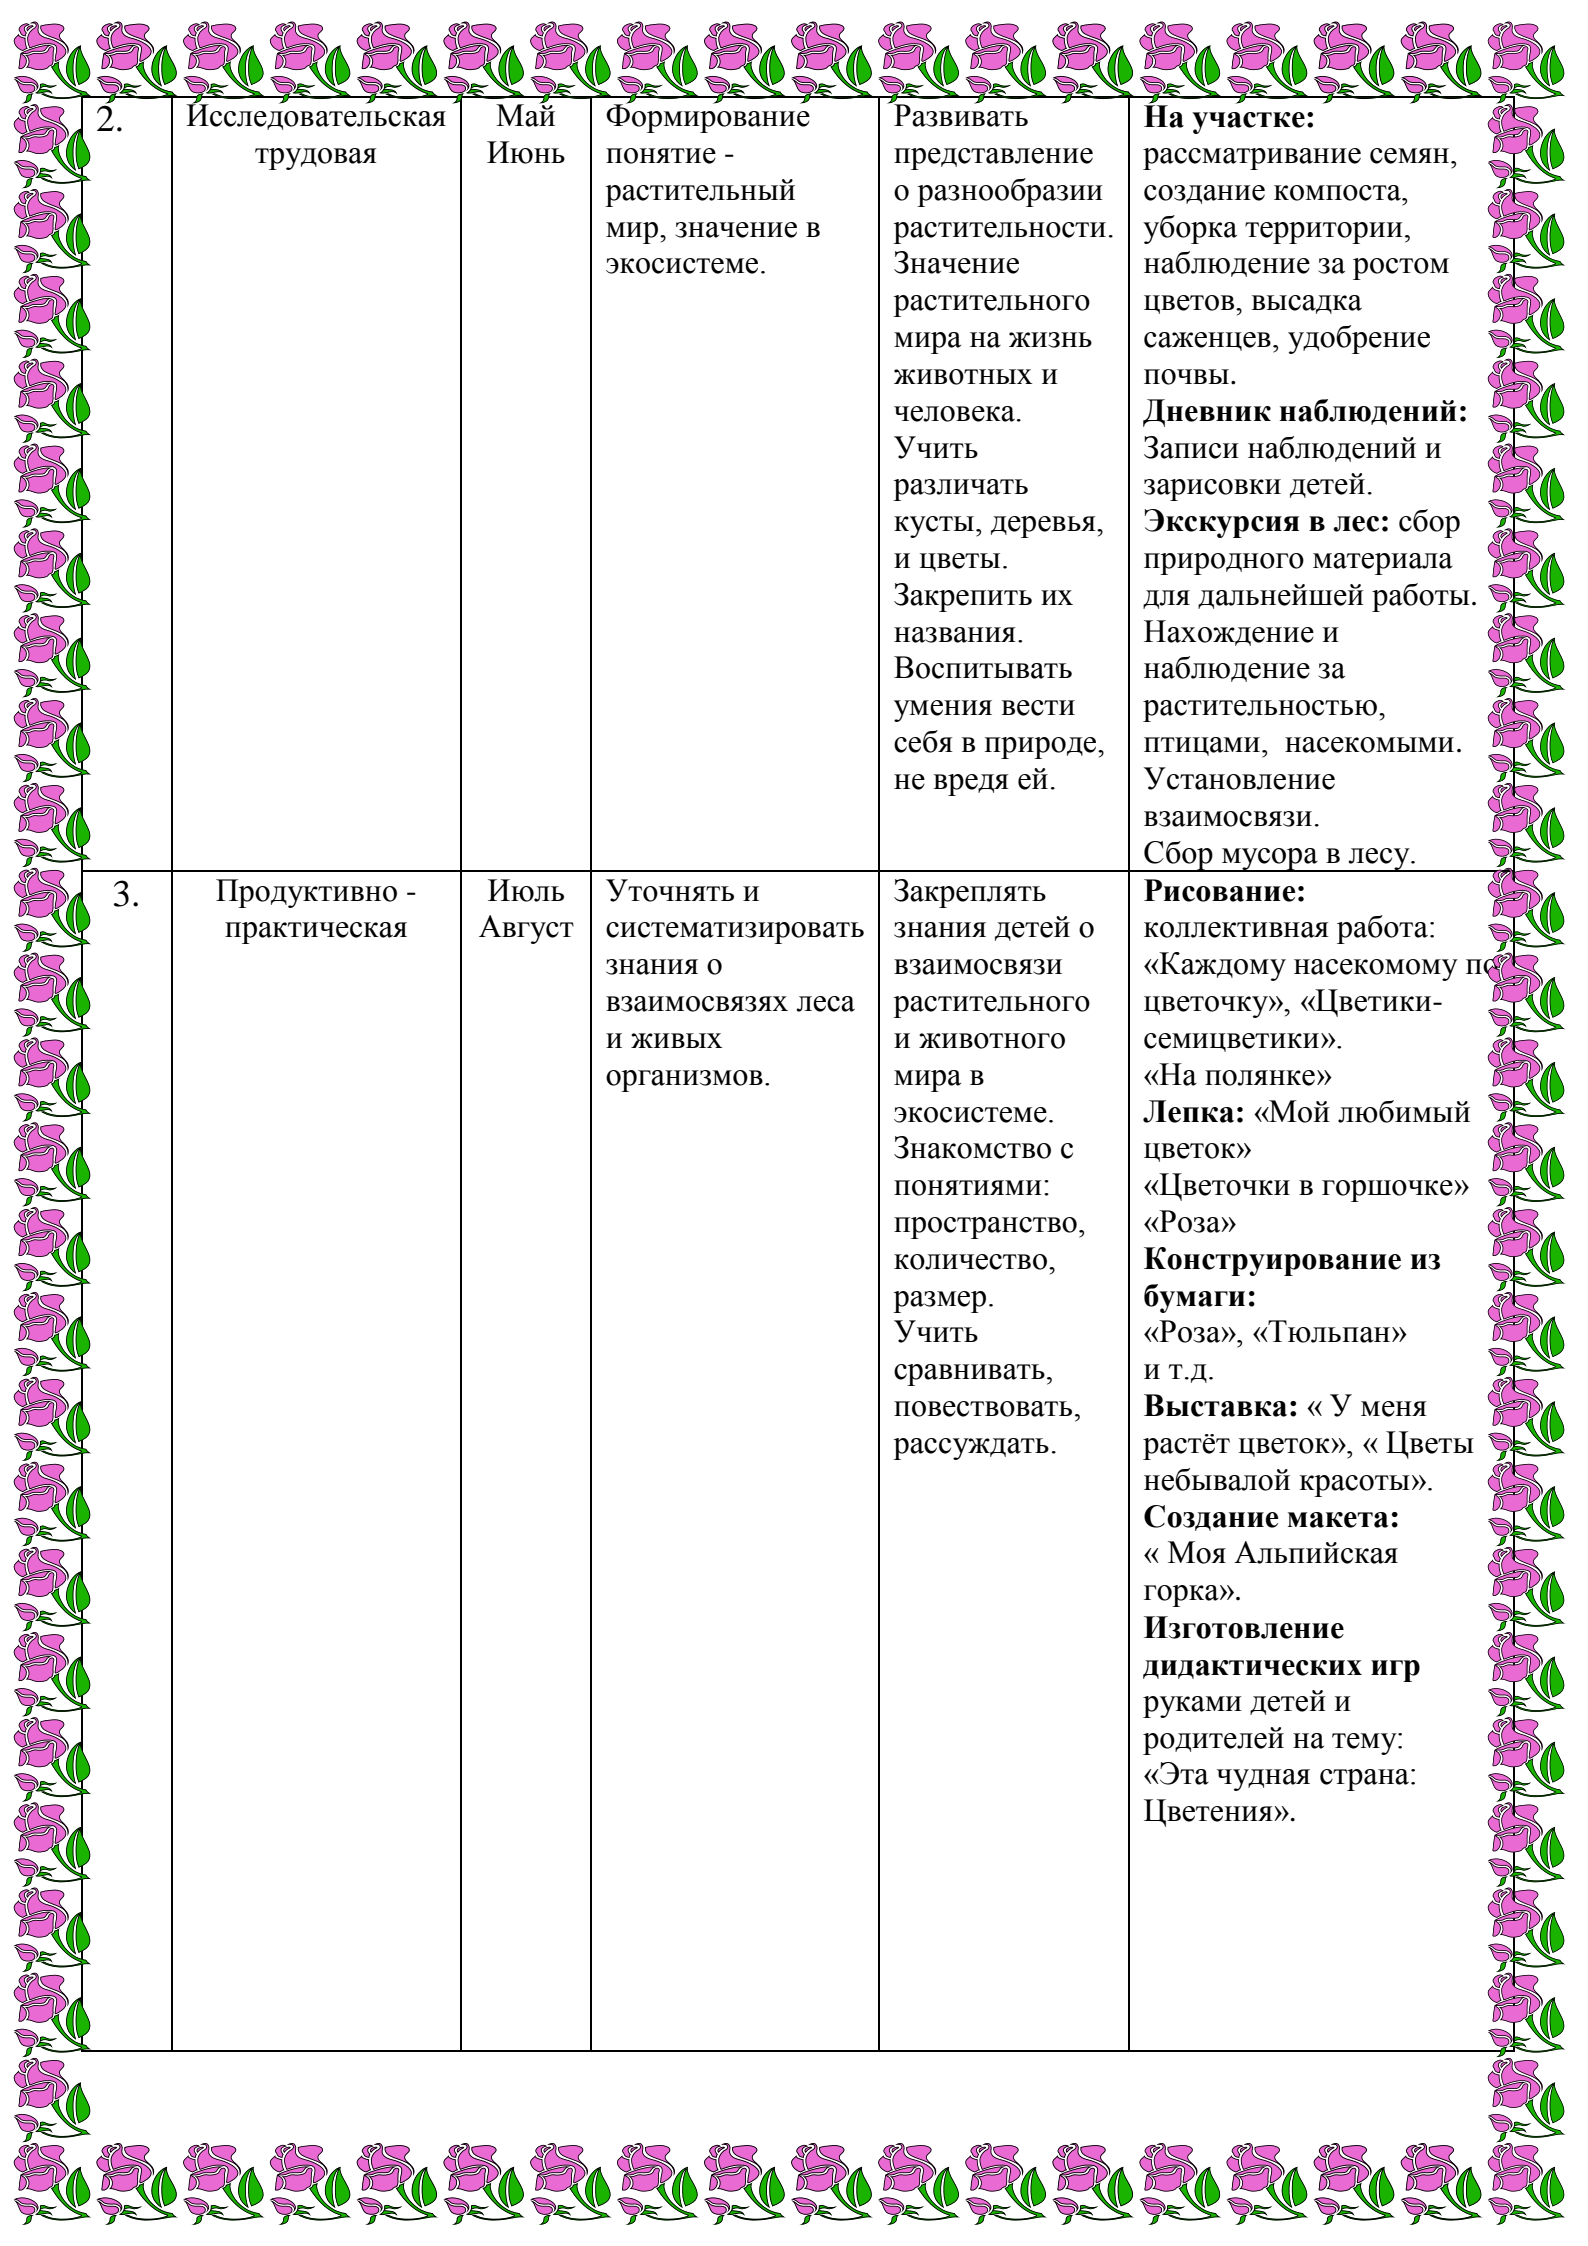 2.
Исследовательская
трудовая
Май
Июнь
Формирование
понятие -
растительный
мир, значение в
экосистеме.
Развивать
представление
о разнообразии
растительности.
Значение
растительного
мира на жизнь
животных и
человека.
Учить
различать
кусты, деревья,
и цветы.
Закрепить их
названия.
Воспитывать
умения вести
себя в природе,
не вредя ей.
На участке:
рассматривание семян,
создание компоста,
уборка территории,
наблюдение за ростом
цветов, высадка
саженцев, удобрение
почвы.
Дневник наблюдений:
Записи наблюдений и
зарисовки детей.
Экскурсия в лес: сбор
природного материала
для дальнейшей работы.
Нахождение и
наблюдение за
растительностью,
птицами,  насекомыми.
Установление
взаимосвязи.
Сбор мусора в лесу.
3.
Продуктивно -
практическая
Июль
Август
Уточнять и
систематизировать
знания о
взаимосвязях леса
и живых
организмов.
Закреплять
знания детей о
взаимосвязи
растительного
и животного
мира в
экосистеме.
Знакомство с
понятиями:
пространство,
количество,
размер.
Учить
сравнивать,
повествовать,
рассуждать.
Рисование:
коллективная работа:
«Каждому насекомому по
цветочку», «Цветики-
семицветики».
«На полянке»
Лепка: «Мой любимый
цветок»
«Цветочки в горшочке»
«Роза»
Конструирование из
бумаги:
«Роза», «Тюльпан»
и т.д.
Выставка: « У меня
растёт цветок», « Цветы
небывалой красоты».
Создание макета:
« Моя Альпийская
горка».
Изготовление
дидактических игр
руками детей и
родителей на тему:
«Эта чудная страна:
Цветения».